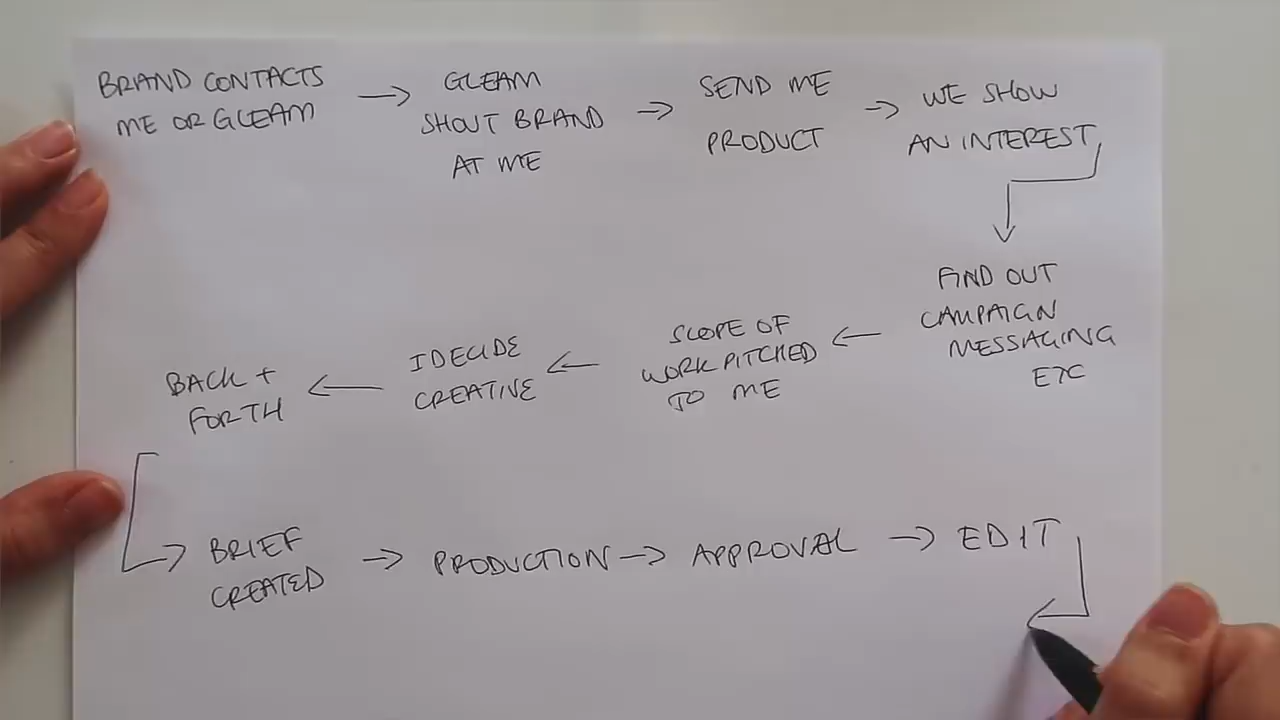 BRAND CONTACTS
ME OR GLEAM
GLEAM
SHOUT BRAND
AT ME
SEND ME
PRODUCT
WE SHOW
AN INTEREST
FIND OUT
CAMPAIGN
MESSAGING
ETC
SCOPE OF
WORK PITCHED
TO ME
I DECIDE
CREATIVE
BACK +
FORTH
BRIEF
CREATED
PRODUCTION
APPROVAL
EDIT